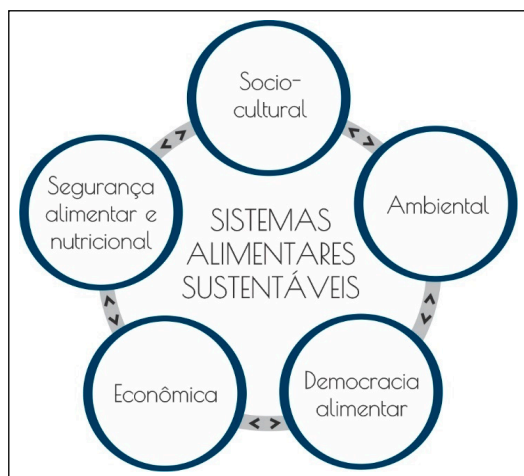 Socio-
cultural
Segurança
alimentar e
nutricional
Ambiental
SISTEMAS
ALIMENTARES
SUSTENTÁVEIS
Econômica
Democracia
alimentar